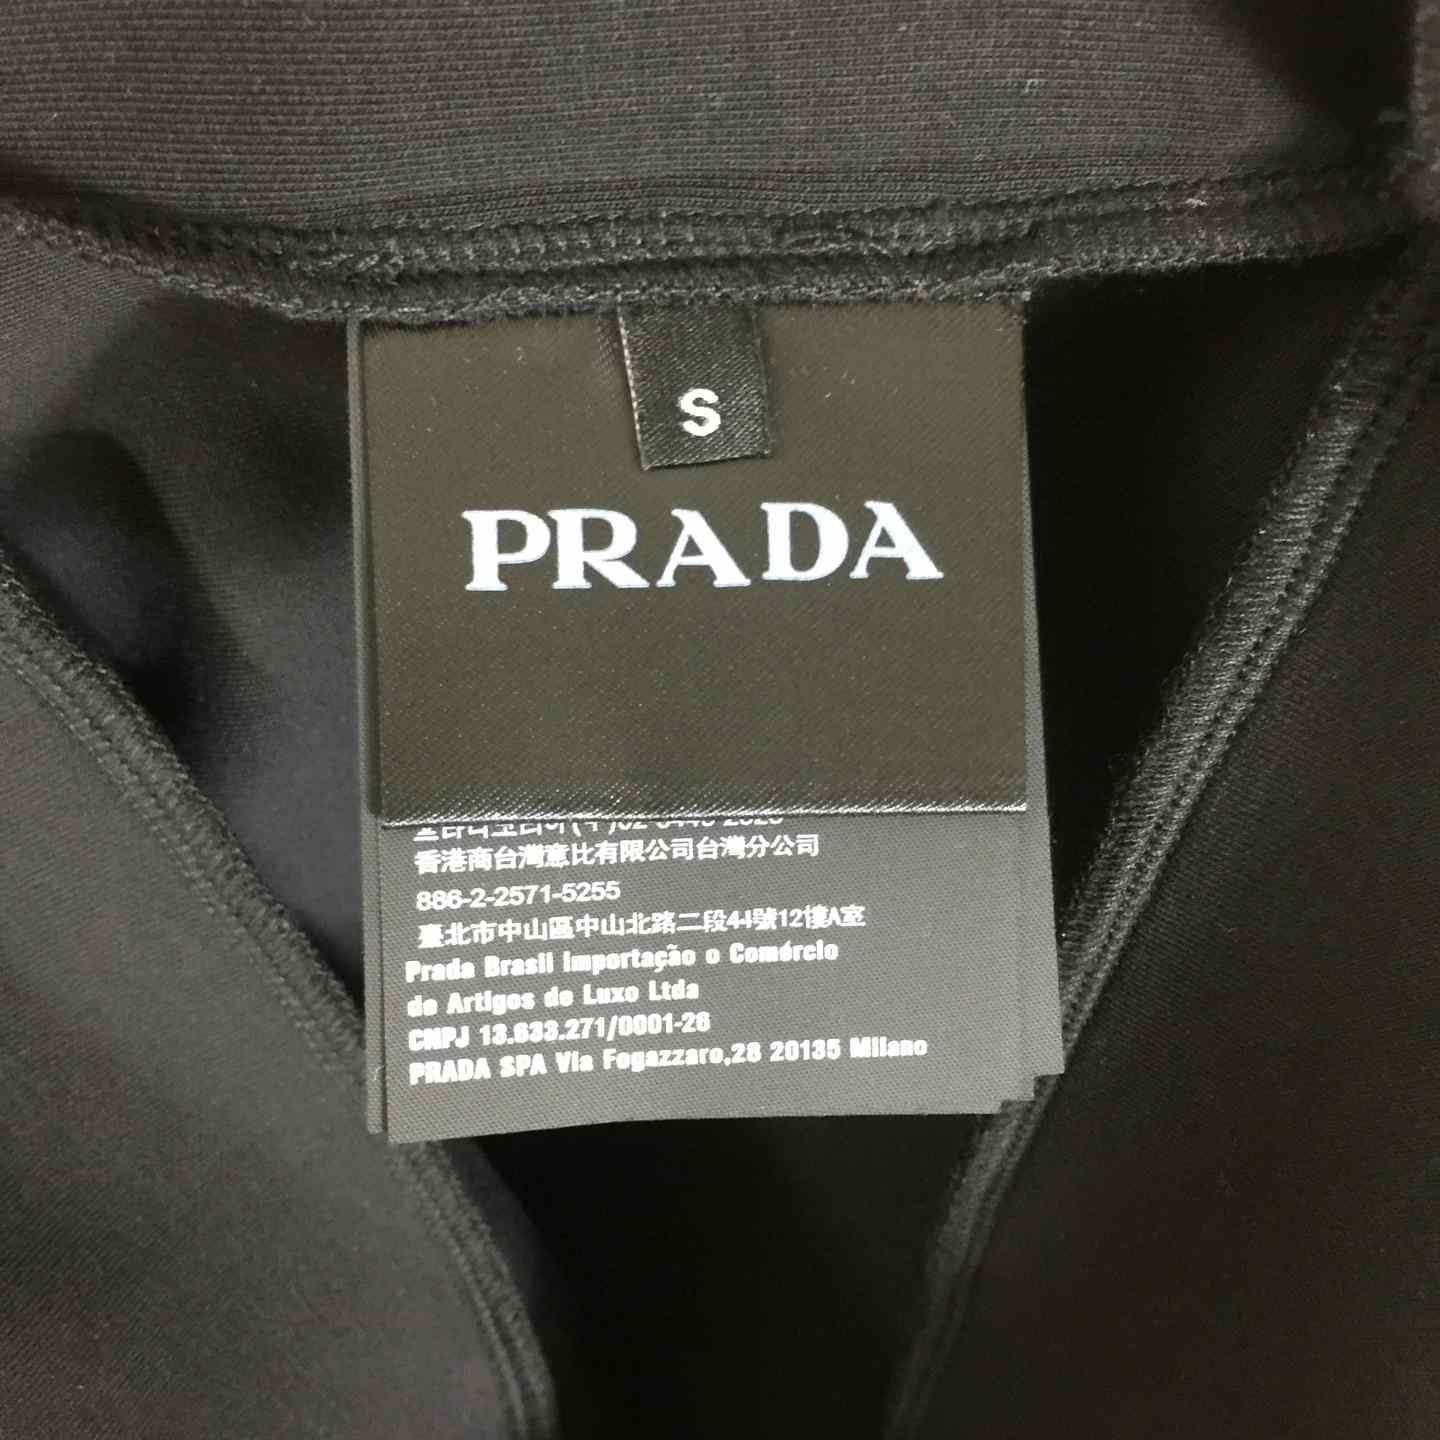 S
PRADA
香港商台灣意比有限公司台灣分公司
886-2-2571-5255
臺北市中山區中山北路二段44號12樓A室
Prada Brasil Importação o Comércio
de Artigos de Luxo Ltda
CNPJ 13.633.271/0001-26
PRADA SPA Via Fogazzaro,28 20135 Milano